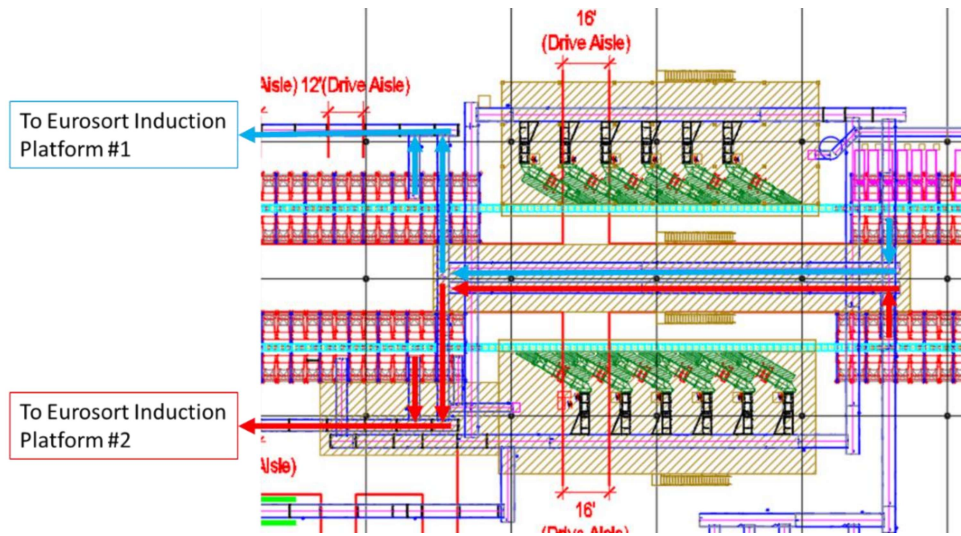 16'
(Drive Aisle)
Aisle) 12'(Drive Aisle)
To Eurosort Induction
Platform #1
To Eurosort Induction
Platform #2
Aisle)
16'
(Drive Aisle)